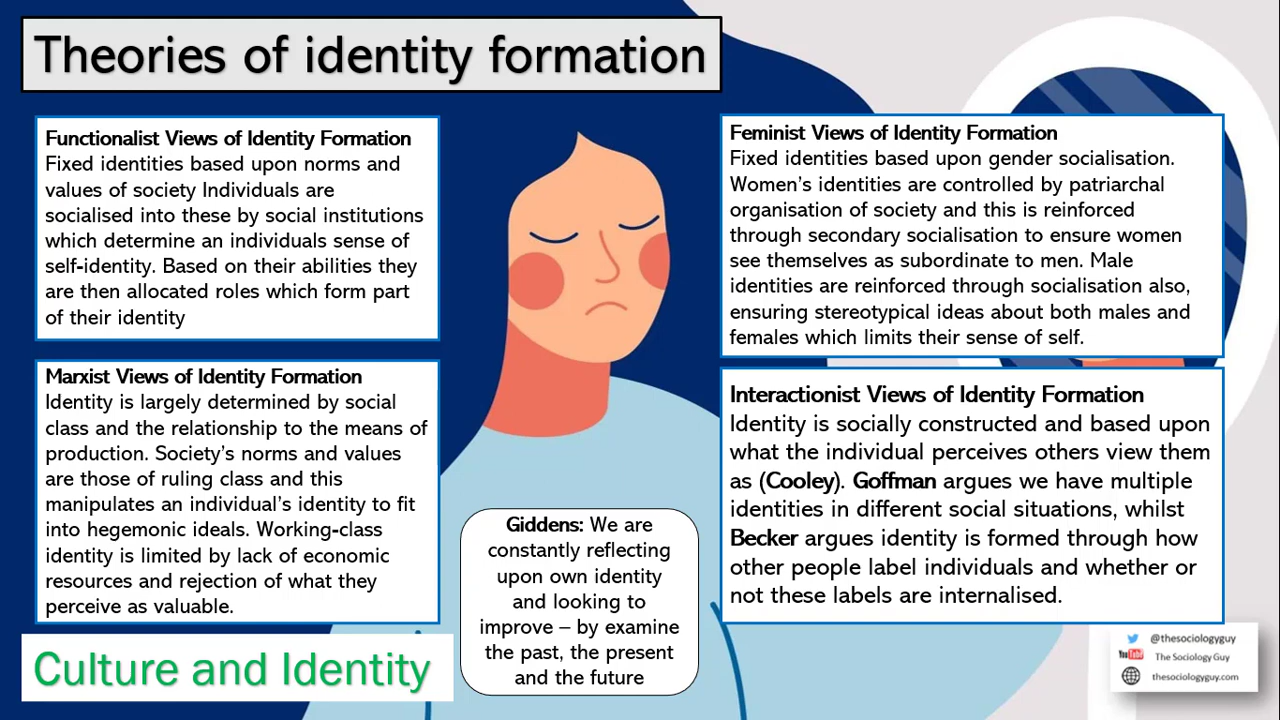 Theories of identity formation
Functionalist Views of Identity Formation
Fixed identities based upon norms and
values of society Individuals are
socialised into these by social institutions
which determine an individuals sense of
self-identity. Based on their abilities they
are then allocated roles which form part
of their identity
Marxist Views of Identity Formation
Identity is largely determined by social
class and the relationship to the means of
production. Society’s norms and values
are those of ruling class and this
manipulates an individual’s identity to fit
into hegemonic ideals. Working-class
identity is limited by lack of economic
resources and rejection of what they
perceive as valuable.
Culture and Identity
Giddens: We are
constantly reflecting
upon own identity
and looking to
improve – by examine
the past, the present
and the future
Feminist Views of Identity Formation
Fixed identities based upon gender socialisation.
Women’s identities are controlled by patriarchal
organisation of society and this is reinforced
through secondary socialisation to ensure women
see themselves as subordinate to men. Male
identities are reinforced through socialisation also,
ensuring stereotypical ideas about both males and
females which limits their sense of self.
Interactionist Views of Identity Formation
Identity is socially constructed and based upon
what the individual perceives others view them
as (Cooley). Goffman argues we have multiple
identities in different social situations, whilst
Becker argues identity is formed through how
other people label individuals and whether or
not these labels are internalised.
@thesociologyguy
YouTube The Sociology Guy
thesociologyguy.com